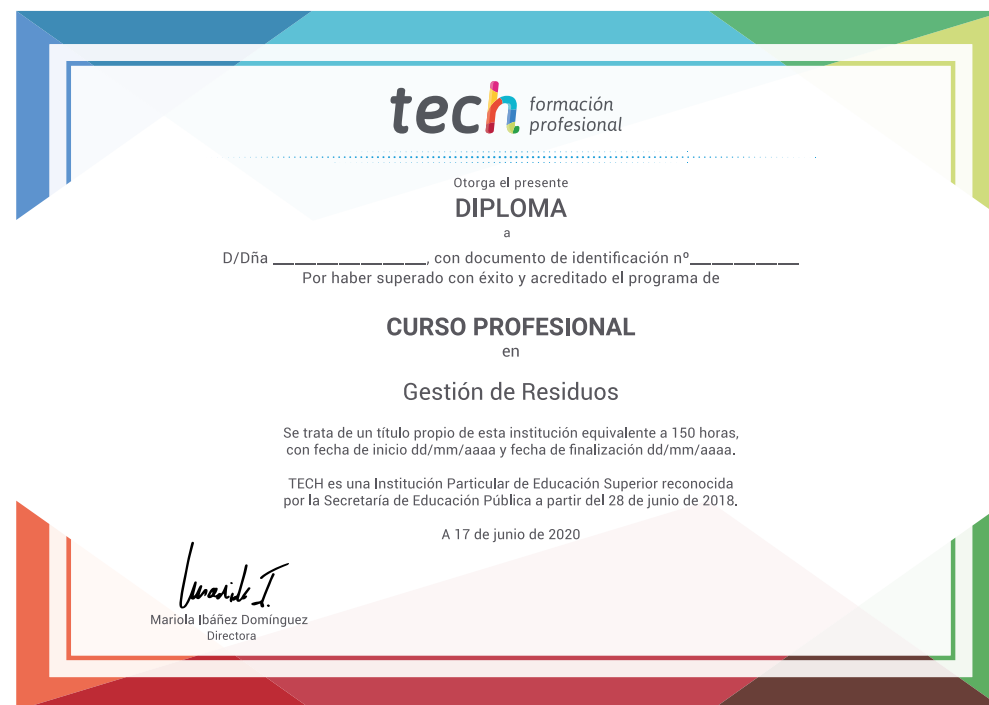 tech formación
profesional
Otorga el presente
DIPLOMA
a
D/Dña _________________, con documento de identificación nº____________
Por haber superado con éxito y acreditado el programa de
CURSO PROFESIONAL
en
Gestión de Residuos
Se trata de un título propio de esta institución equivalente a 150 horas,
con fecha de inicio dd/mm/aaaa y fecha de finalización dd/mm/aaaa.
TECH es una Institución Particular de Educación Superior reconocida
por la Secretaría de Educación Pública a partir del 28 de junio de 2018.
A 17 de junio de 2020
Mariola Ibáñez Domínguez
Directora